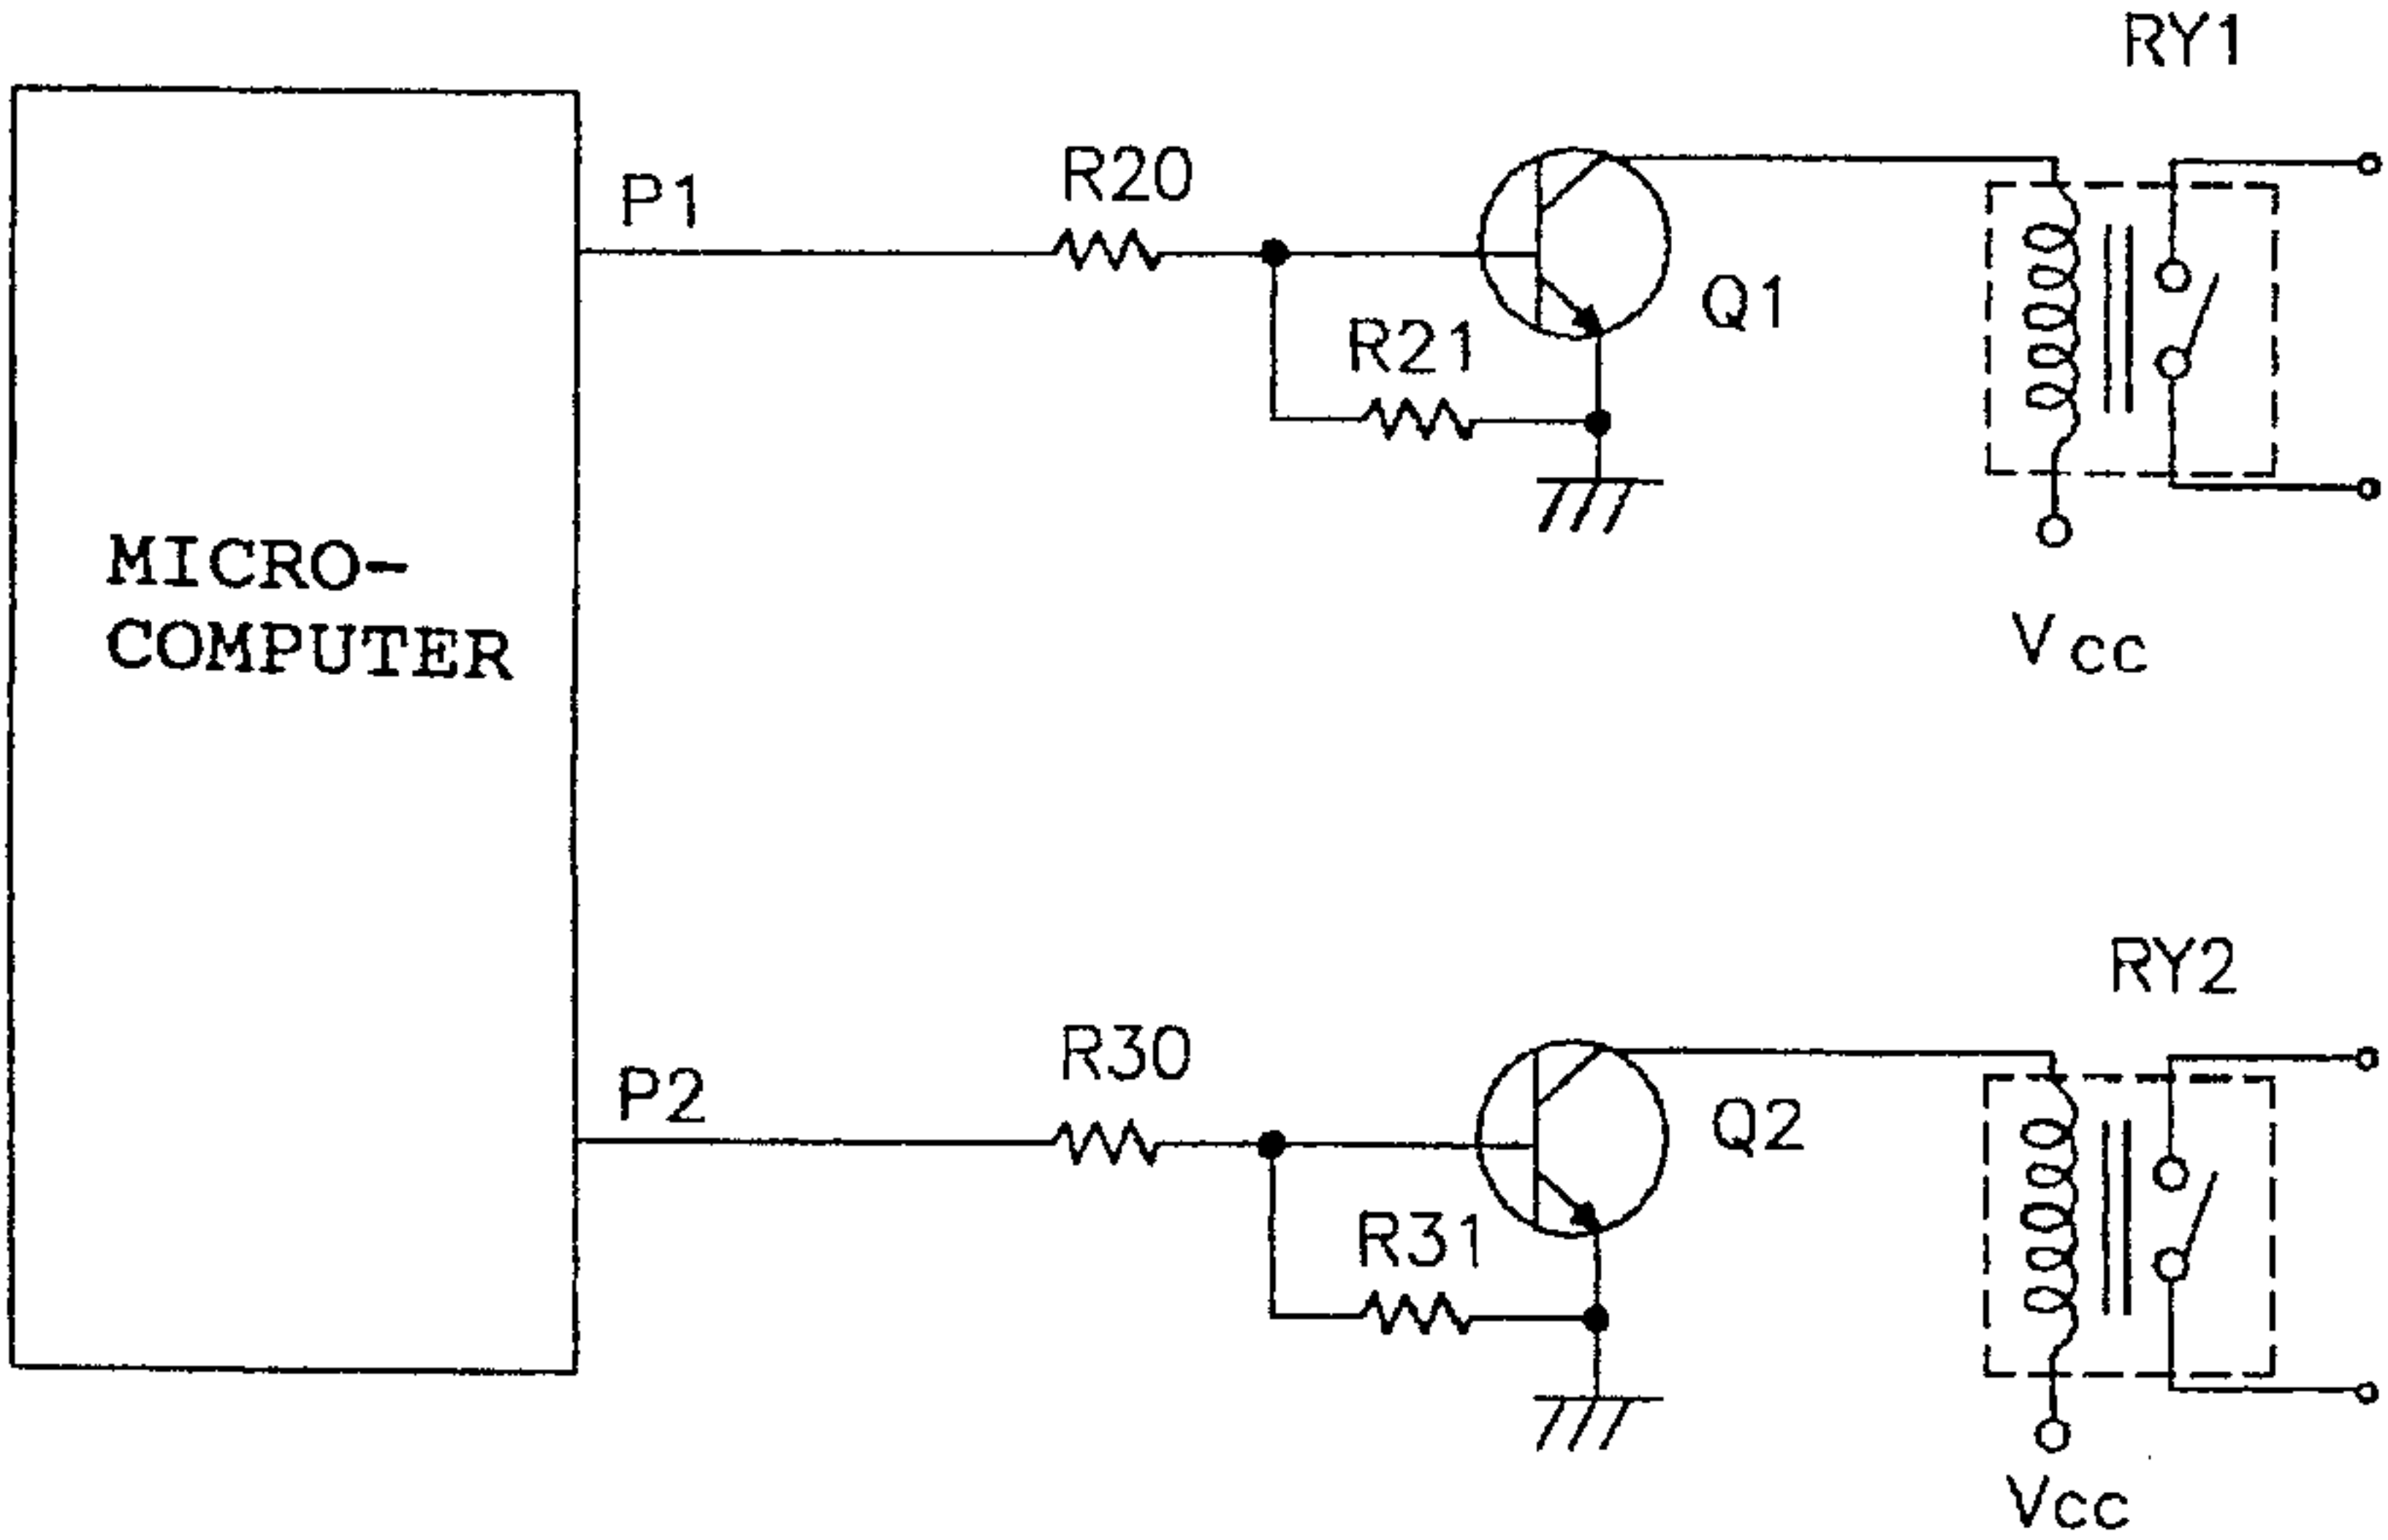 RY1
P1
R20
Q1
R21
MICRO-
COMPUTER
Vcc
RY2
R30
P2
Q2
R31
Vcc